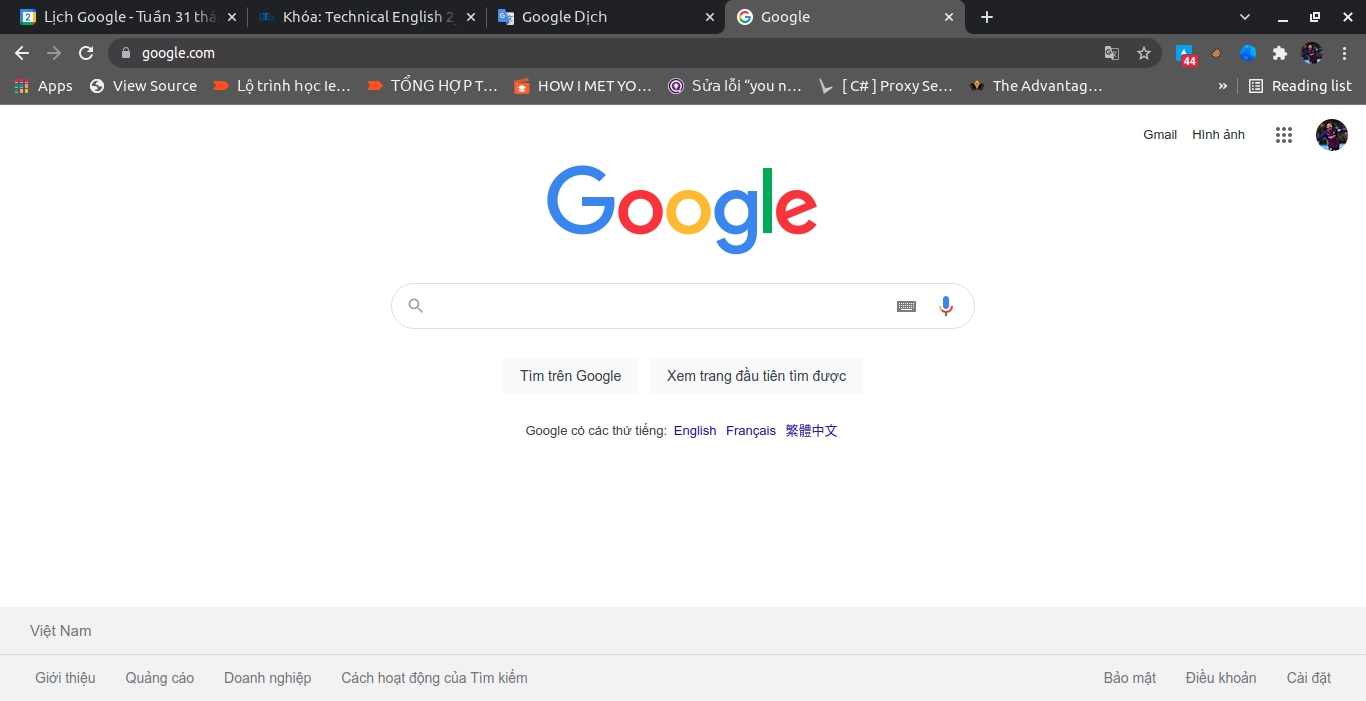 Lịch Google - Tuần 31 thá
Khóa: Technical English 2_
Google Dịch
Google
google.com
44
Apps
View Source
Lộ trình học Ie...
TỔNG HỢP T...
HOW I MET YO...
Sửa lỗi “you n...
[ C# ] Proxy Se...
The Advantag...
»
Reading list
Gmail
Hình ảnh
Google
Tìm trên Google
Xem trang đầu tiên tìm được
Google có các thứ tiếng: English Français 繁體中文
Việt Nam
Giới thiệu
Quảng cáo
Doanh nghiệp
Cách hoạt động của Tìm kiếm
Bảo mật
Điều khoản
Cài đặt